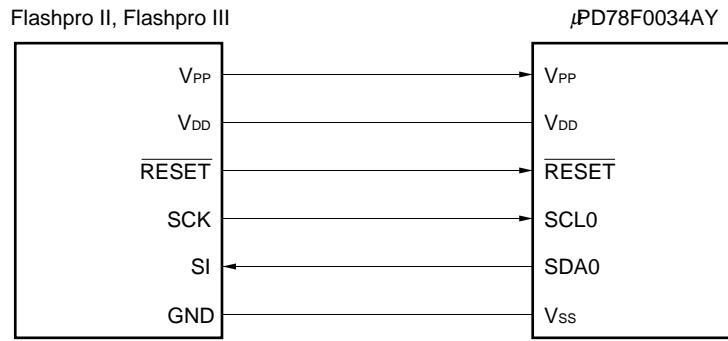 Flashpro II, Flashpro III
µPD78F0034AY
VPP
VPP
VDD
VDD
RESET
RESET
SCK
SCL0
SI
SDA0
GND
VSS